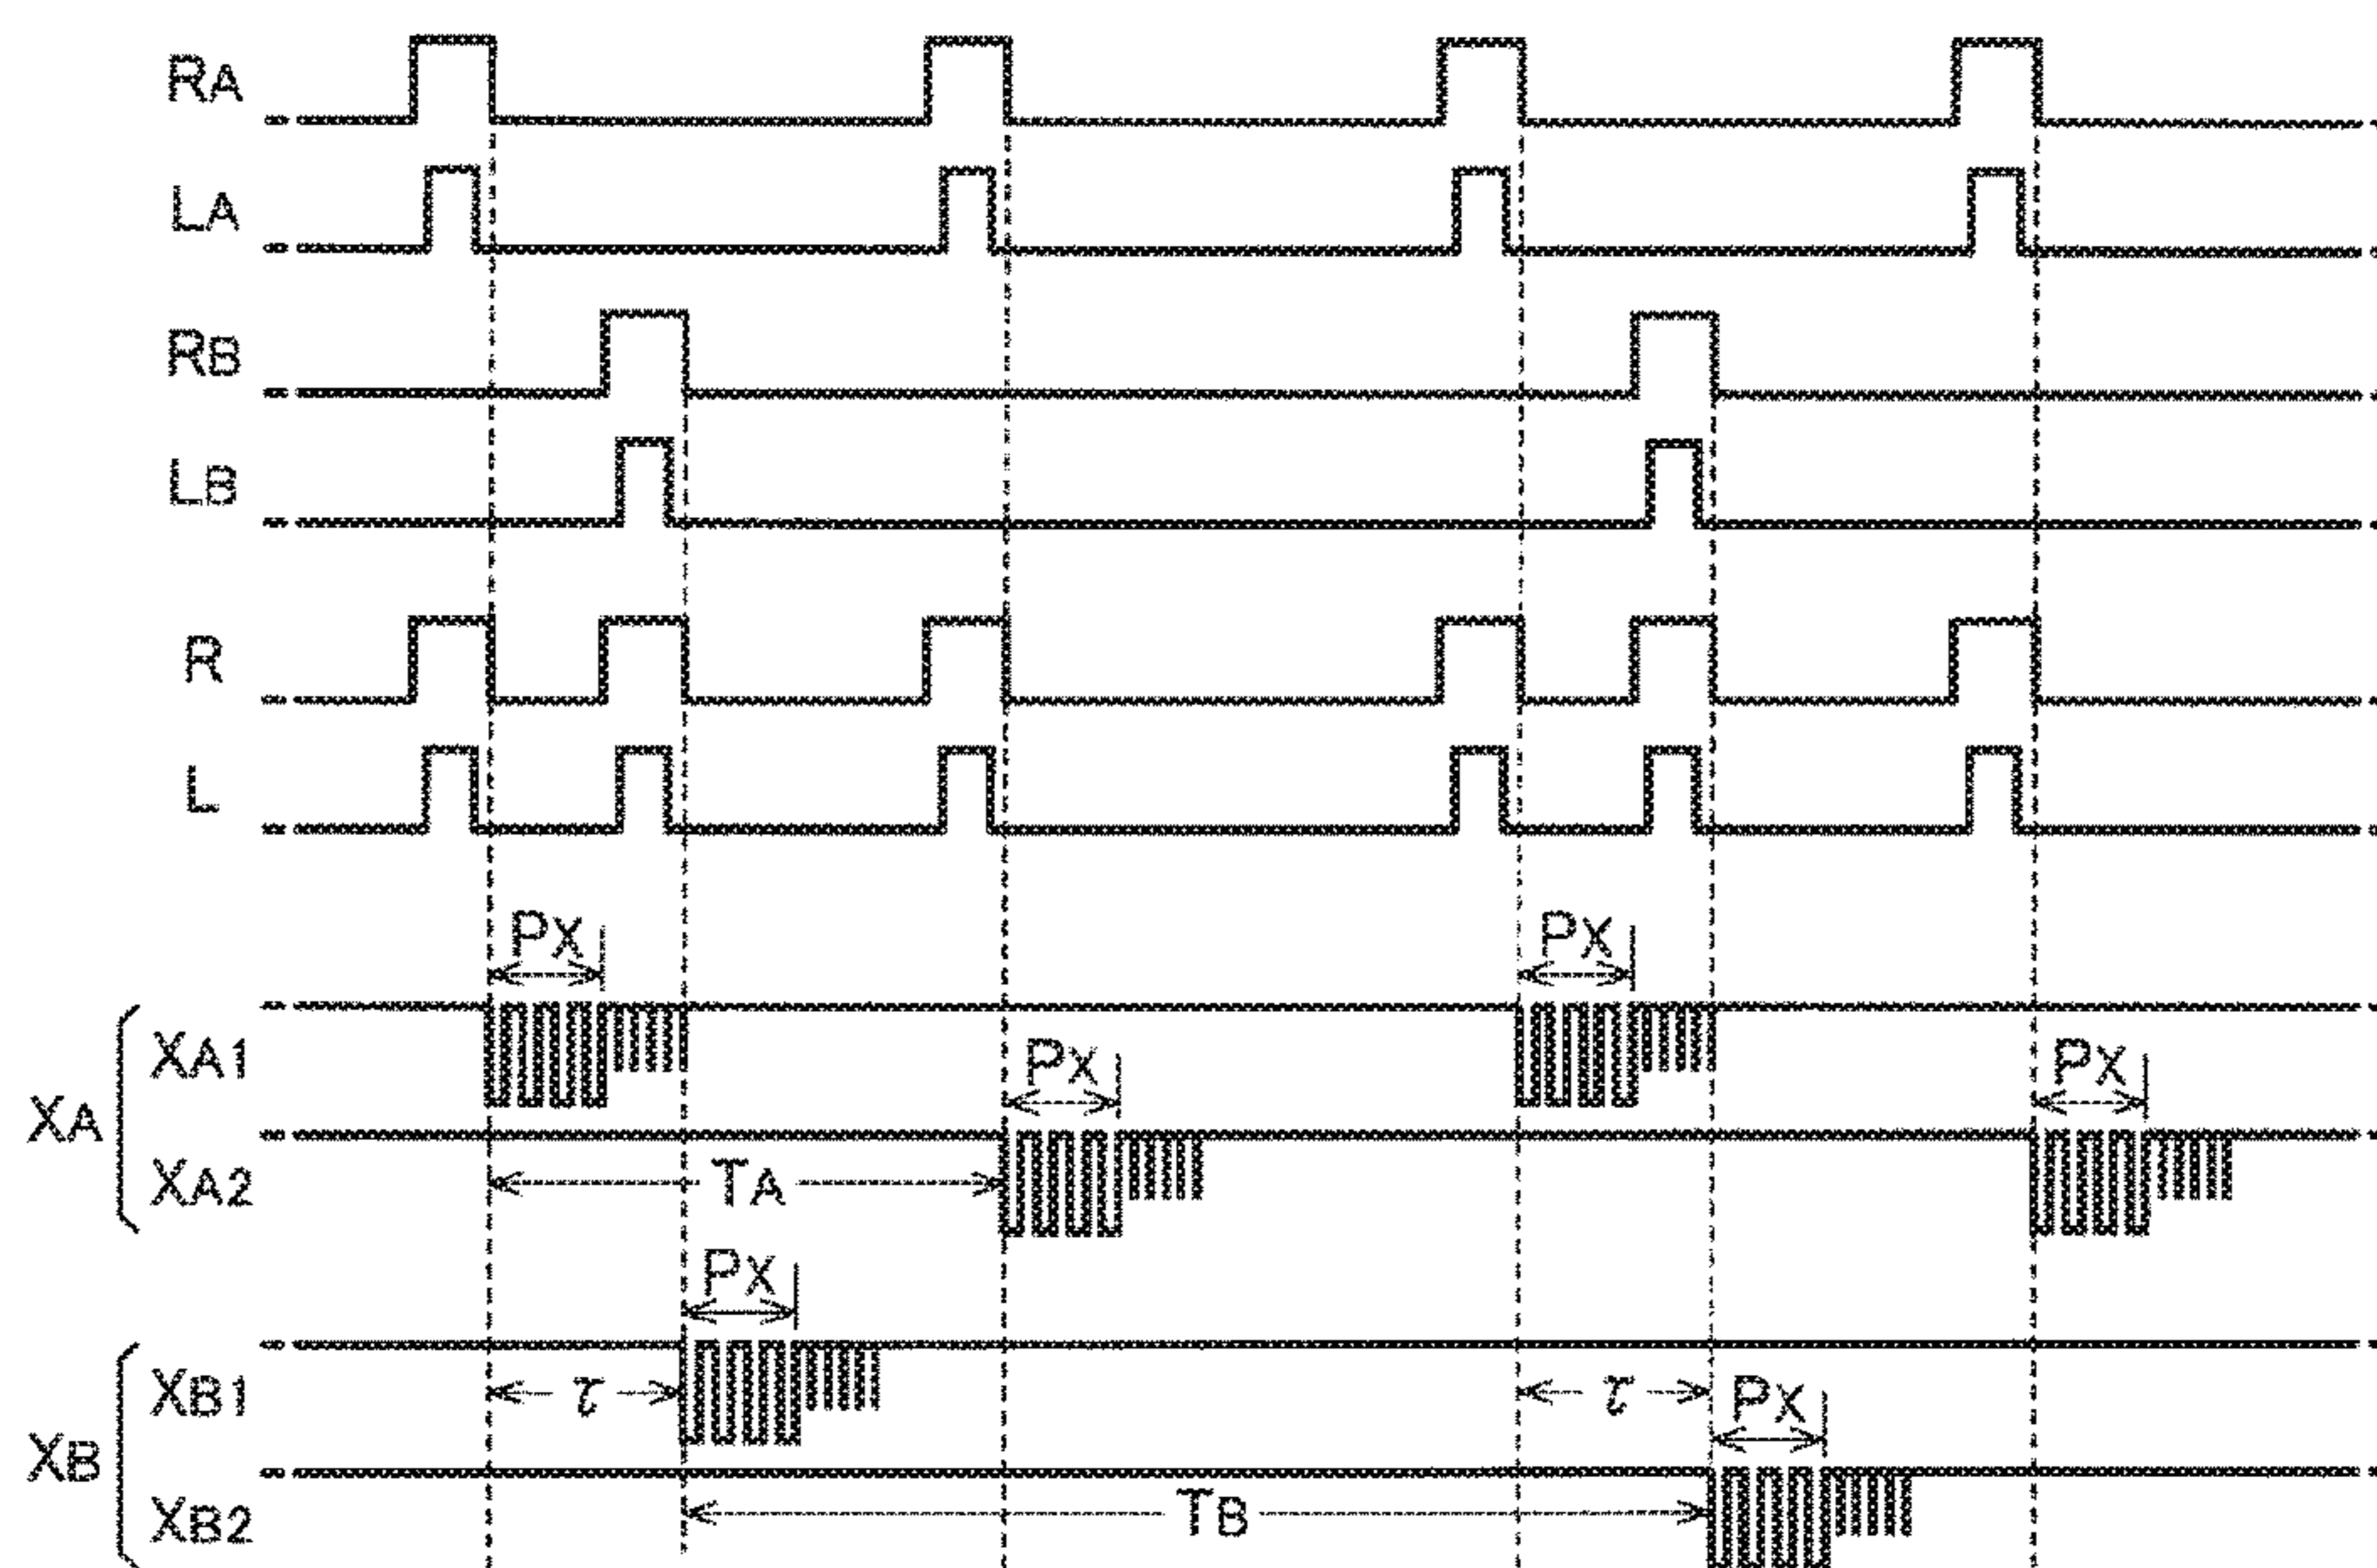 RA
LA
RB
LB
R
L
PX PX
XA1
PX PX
XA
XA2 TA
PX
XB1 τ τ
PX
XB
XB2 TB